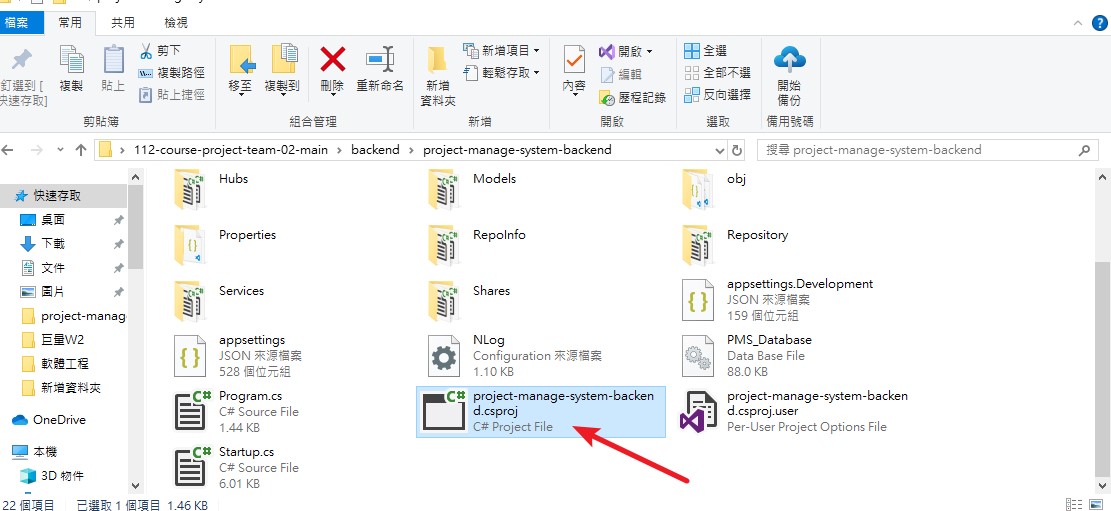 檔案 常用 共用 檢視
釘選到 [
快速存取]
複製
貼上
剪下
複製路徑
貼上捷徑
剪貼簿
移至
複製到
刪除
重新命名
組合管理
新增
資料夾
新增項目
輕鬆存取
新增
內容
開啟
編輯
歷程記錄
開啟
全選
全部不選
反向選擇
選取
開始
備份
備用號碼
112-course-project-team-02-main > backend > project-manage-system-backend
搜尋 project-manage-system-backend
快速存取
桌面
下載
文件
圖片
project-manag
巨量W2
軟體工程
新增資料夾
OneDrive
本機
3D 物件
Hubs
Models
obj
Properties
RepoInfo
Repository
Services
Shares
appsettings.Development
JSON 來源檔案
159 個位元組
appsettings
JSON 來源檔案
528 個位元組
NLog
Configuration 來源檔案
1.10 KB
PMS_Database
Data Base File
88.0 KB
Program.cs
C# Source File
1.44 KB
project-manage-system-backen
d.csproj
C# Project File
project-manage-system-backen
d.csproj.user
Per-User Project Options File
Startup.cs
C# Source File
6.01 KB
22 個項目 已選取 1 個項目 1.46 KB